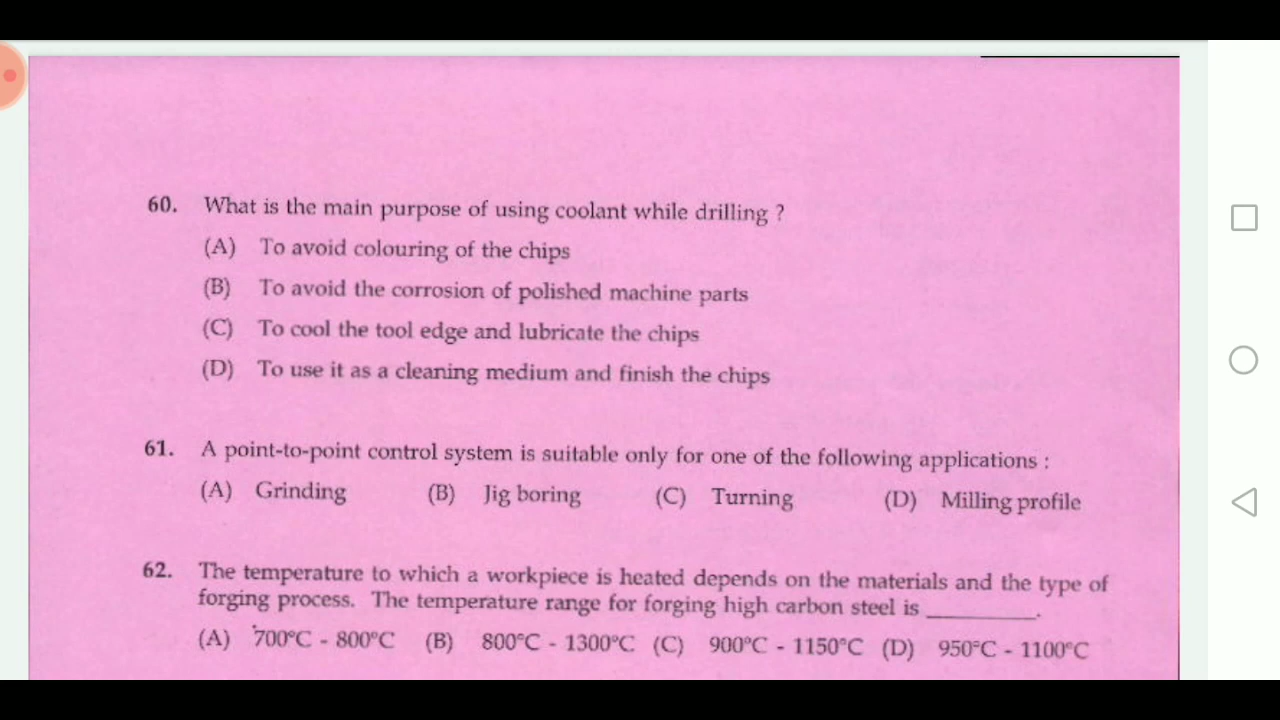 60. What is the main purpose of using coolant while drilling ?
(A) To avoid colouring of the chips
(B) To avoid the corrosion of polished machine parts
(C) To cool the tool edge and lubricate the chips
(D) To use it as a cleaning medium and finish the chips
61. A point-to-point control system is suitable only for one of the following applications :
(A) Grinding (B) Jig boring (C) Turning (D) Milling profile
62. The temperature to which a workpiece is heated depends on the materials and the type of
forging process. The temperature range for forging high carbon steel is __________.
(A) 700°C - 800°C (B) 800°C - 1300°C (C) 900°C - 1150°C (D) 950°C - 1100°C